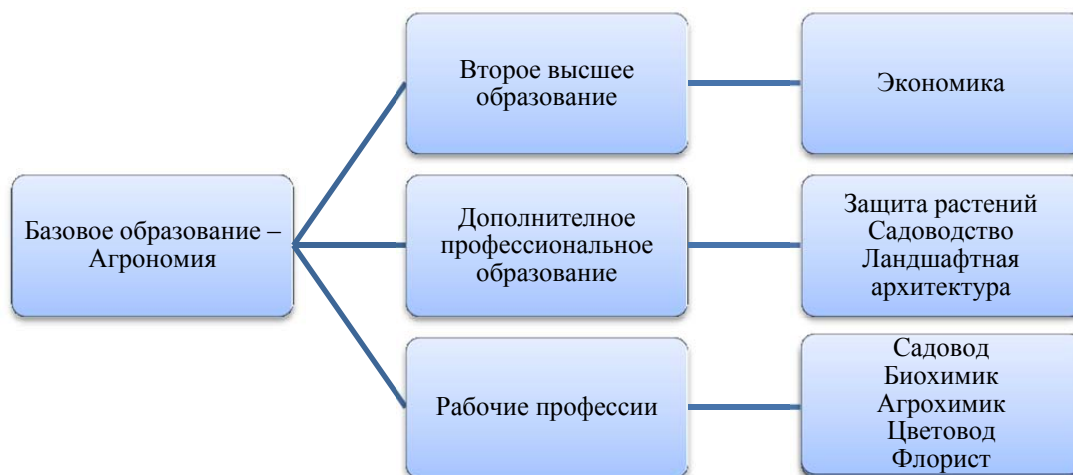 Базовое образование –
Агрономия
Второе высшее
образование
Экономика
Дополнителное
профессиональное
образование
Защита растений
Садоводство
Ландшафтная
архитектура
Рабочие профессии
Садовод
Биохимик
Агрохимик
Цветовод
Флорист